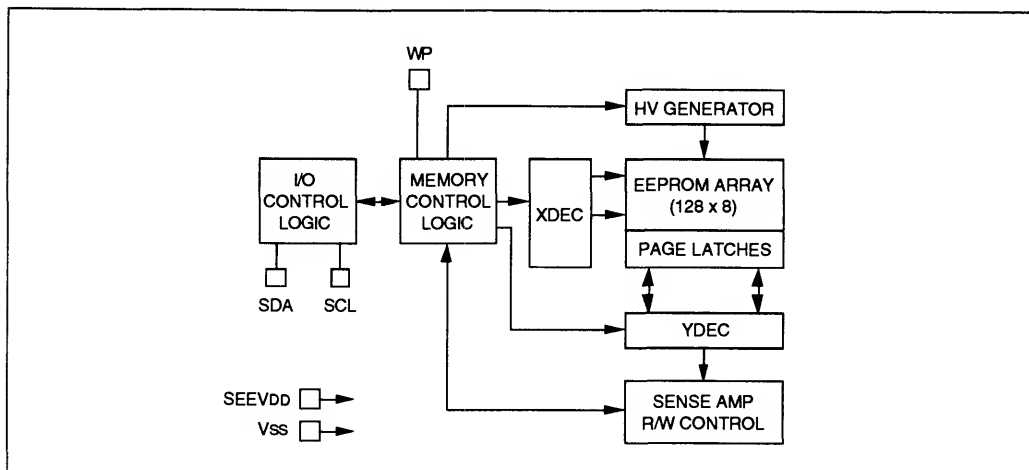 WP
HV GENERATOR
I/O
CONTROL
LOGIC
MEMORY
CONTROL
LOGIC
XDEC
EEPROM ARRAY
(128 x 8)
PAGE LATCHES
SDA
SCL
YDEC
SEEVDD
VSS
SENSE AMP
R/W CONTROL